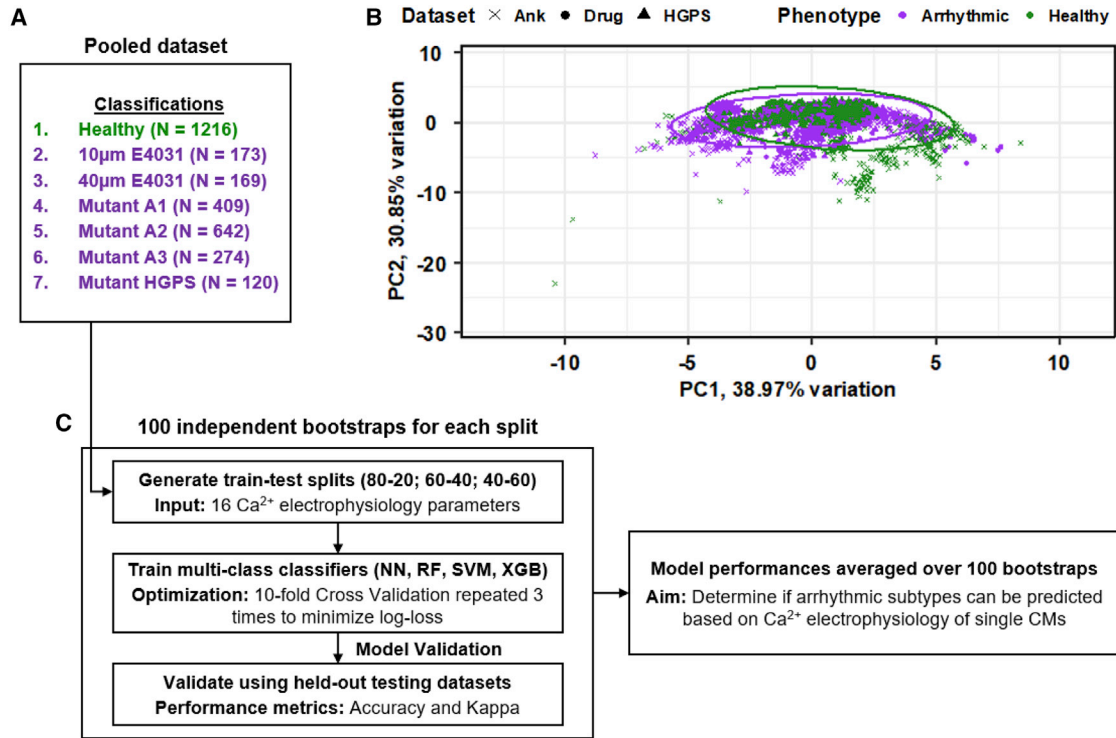 A
Pooled dataset
Classifications
1. Healthy (N = 1216)
2. 10µm E4031 (N = 173)
3. 40µm E4031 (N = 169)
4. Mutant A1 (N = 409)
5. Mutant A2 (N = 642)
6. Mutant A3 (N = 274)
7. Mutant HGPS (N = 120)
B
Dataset Ank Drug HGPS Phenotype Arrhythmic Healthy
10
0
-10
-20
-30
PC2, 30.85% variation
-10 -5 0 5 10
PC1, 38.97% variation
C
100 independent bootstraps for each split
Generate train-test splits (80-20; 60-40; 40-60)
Input: 16 Ca²⁺ electrophysiology parameters
Train multi-class classifiers (NN, RF, SVM, XGB)
Optimization: 10-fold Cross Validation repeated 3
times to minimize log-loss
Model Validation
Validate using held-out testing datasets
Performance metrics: Accuracy and Kappa
Model performances averaged over 100 bootstraps
Aim: Determine if arrhythmic subtypes can be predicted
based on Ca²⁺ electrophysiology of single CMs